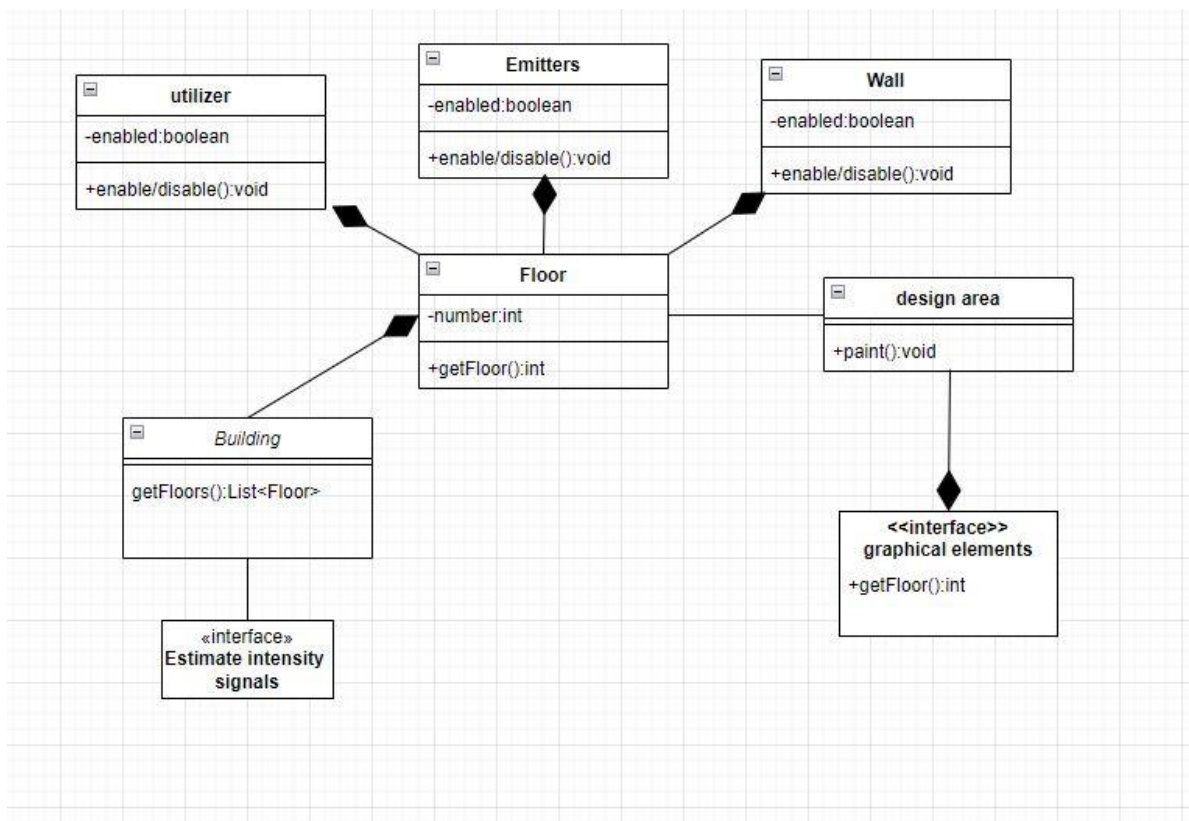 utilizer
-enabled:boolean
+enable/disable():void
Emitters
-enabled:boolean
+enable/disable():void
Wall
-enabled:boolean
+enable/disable():void
Floor
-number:int
+getFloor():int
design area
+paint():void
Building
getFloors():List<Floor>
<<interface>>
graphical elements
+getFloor():int
«interface»
Estimate intensity
signals